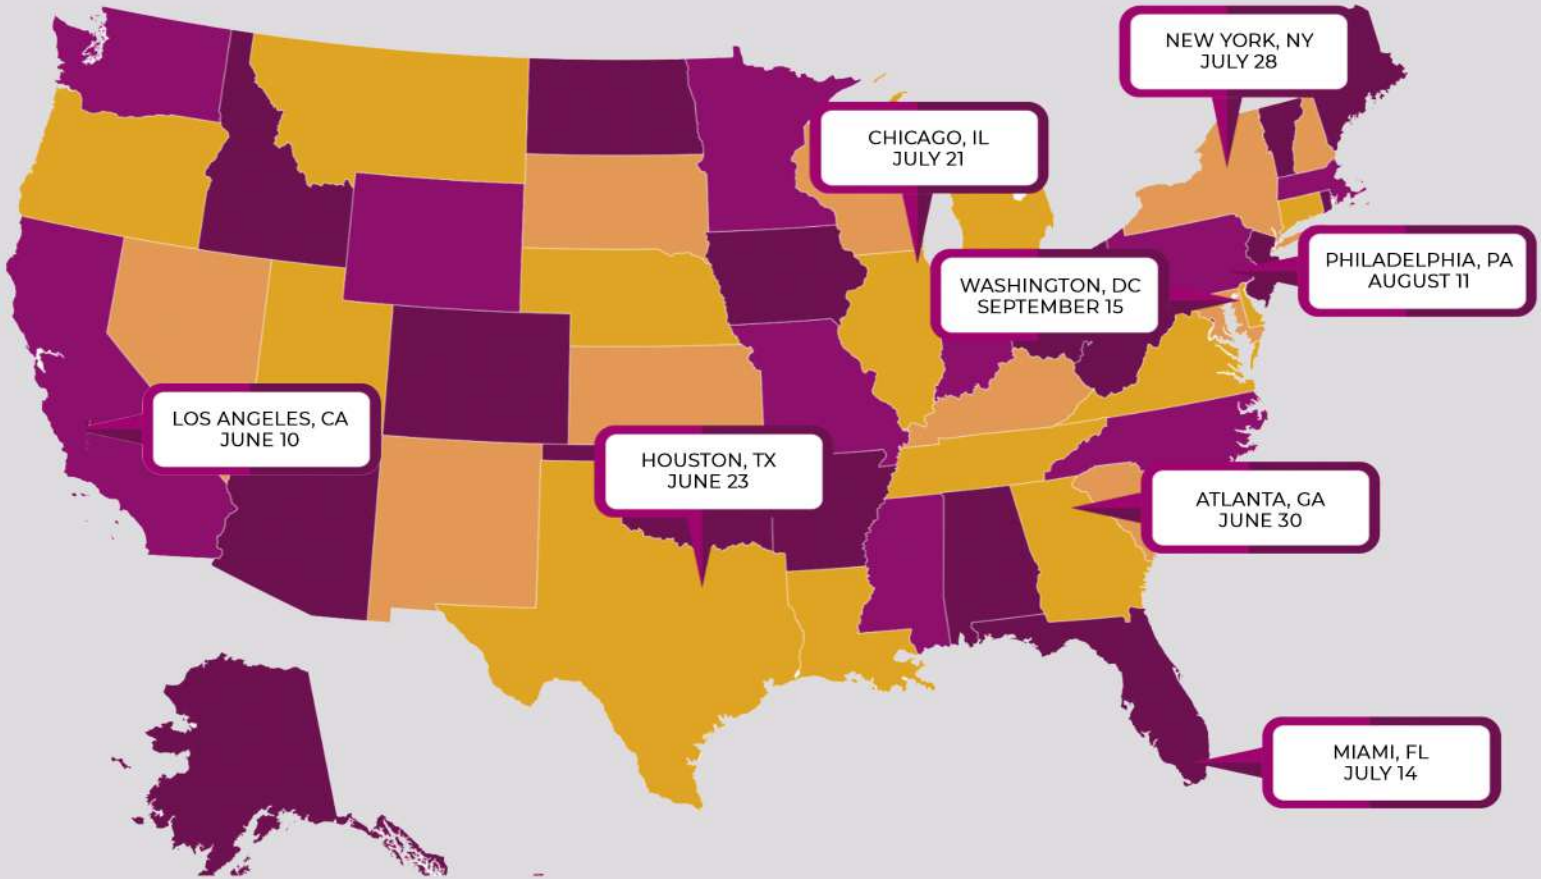 NEW YORK, NY
JULY 28
CHICAGO, IL
JULY 21
PHILADELPHIA, PA
AUGUST 11
WASHINGTON, DC
SEPTEMBER 15
LOS ANGELES, CA
JUNE 10
HOUSTON, TX
JUNE 23
ATLANTA, GA
JUNE 30
MIAMI, FL
JULY 14